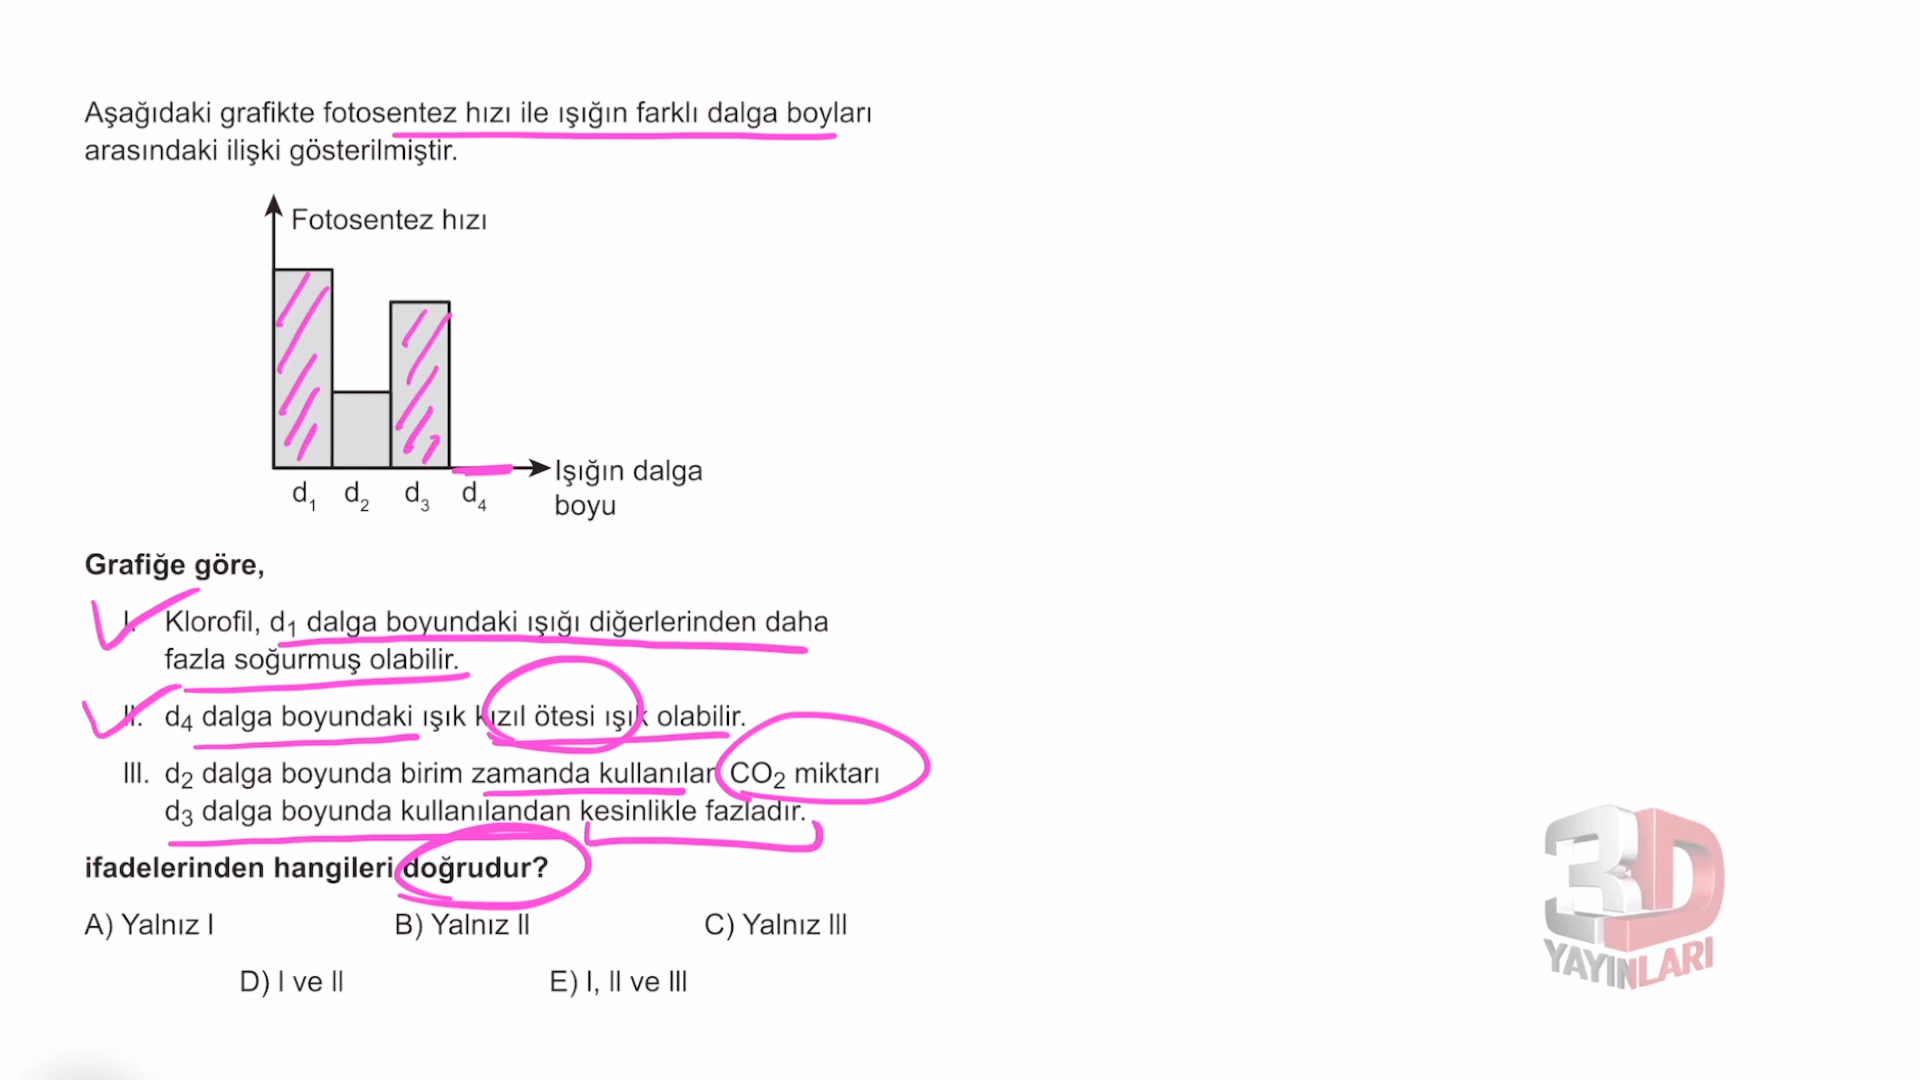 Aşağıdaki grafikte fotosentez hızı ile ışığın farklı dalga boyları
arasındaki ilişki gösterilmiştir.
Fotosentez hızı
Işığın dalga
boyu
d₁ d₂ d₃ d₄
Grafiğe göre,
I. Klorofil, d₁ dalga boyundaki ışığı diğerlerinden daha
fazla soğurmuş olabilir.
II. d₄ dalga boyundaki ışık kızıl ötesi ışık olabilir.
III. d₂ dalga boyunda birim zamanda kullanılan CO₂ miktarı
d₃ dalga boyunda kullanılandan kesinlikle fazladır.
ifadelerinden hangileri doğrudur?
A) Yalnız I B) Yalnız II C) Yalnız III
D) I ve II E) I, II ve III
3D
YAYINLARI